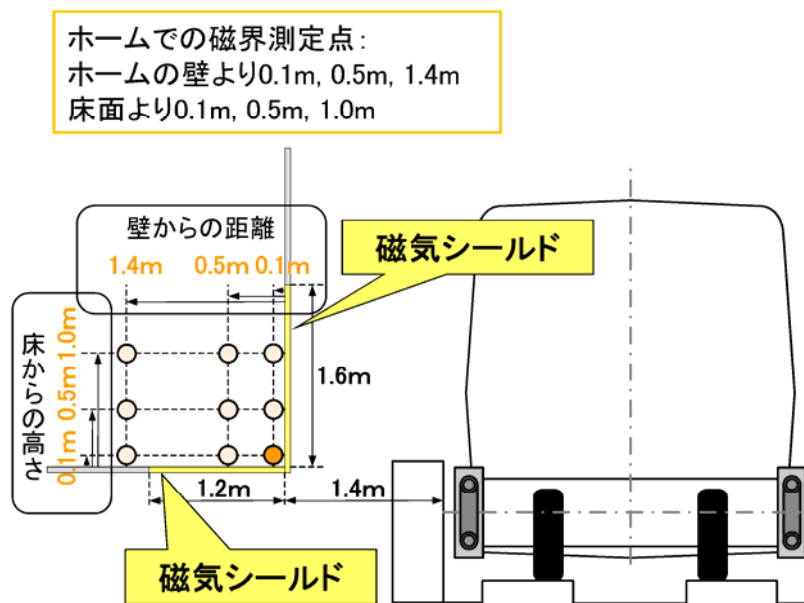 ホームでの磁界測定点:
ホームの壁より0.1m, 0.5m, 1.4m
床面より0.1m, 0.5m, 1.0m
壁からの距離
1.4m 0.5m 0.1m
磁気シールド
床からの高さ
0.1m 0.5m 1.0m
1.6m
1.2m
1.4m
磁気シールド